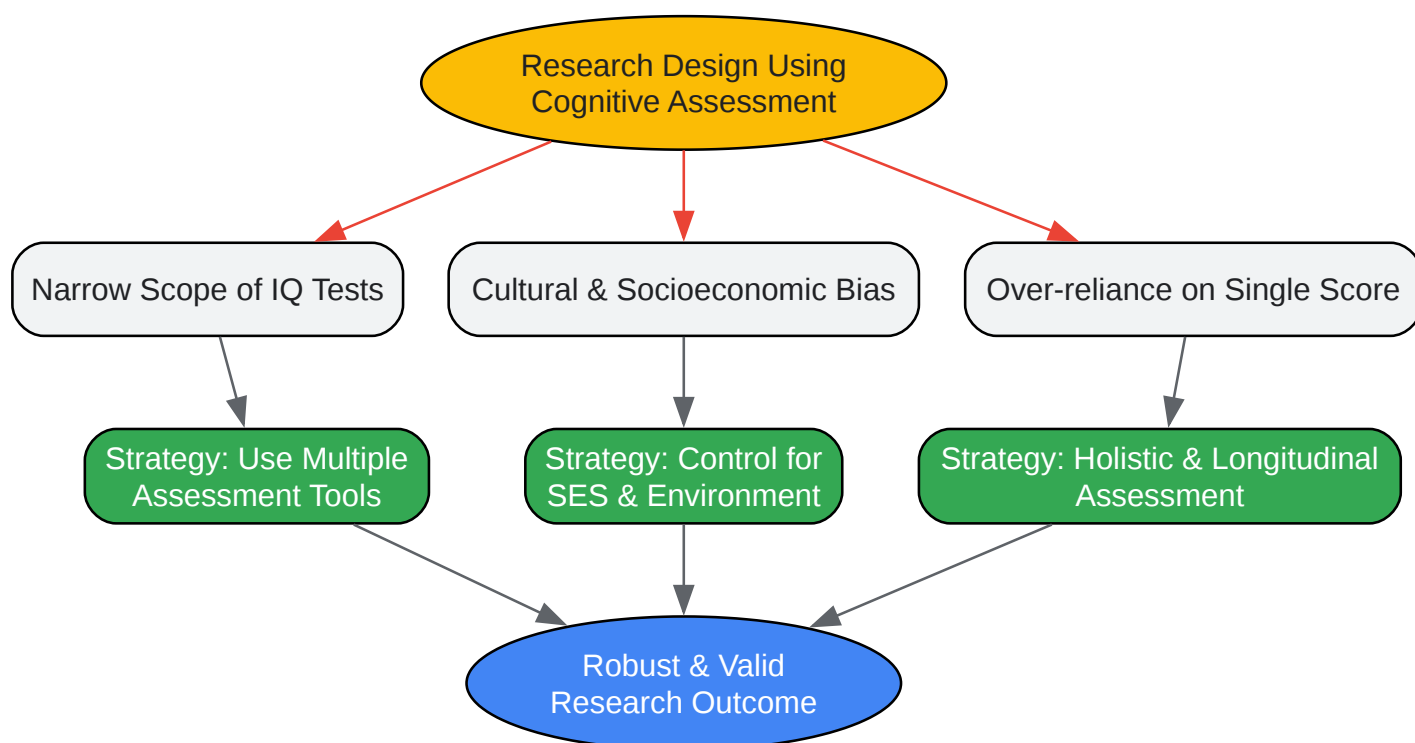 Research Design Using
Cognitive Assessment
Narrow Scope of IQ Tests
Cultural & Socioeconomic Bias
Over-reliance on Single Score
Strategy: Use Multiple
Assessment Tools
Strategy: Control for
SES & Environment
Strategy: Holistic & Longitudinal
Assessment
Robust & Valid
Research Outcome